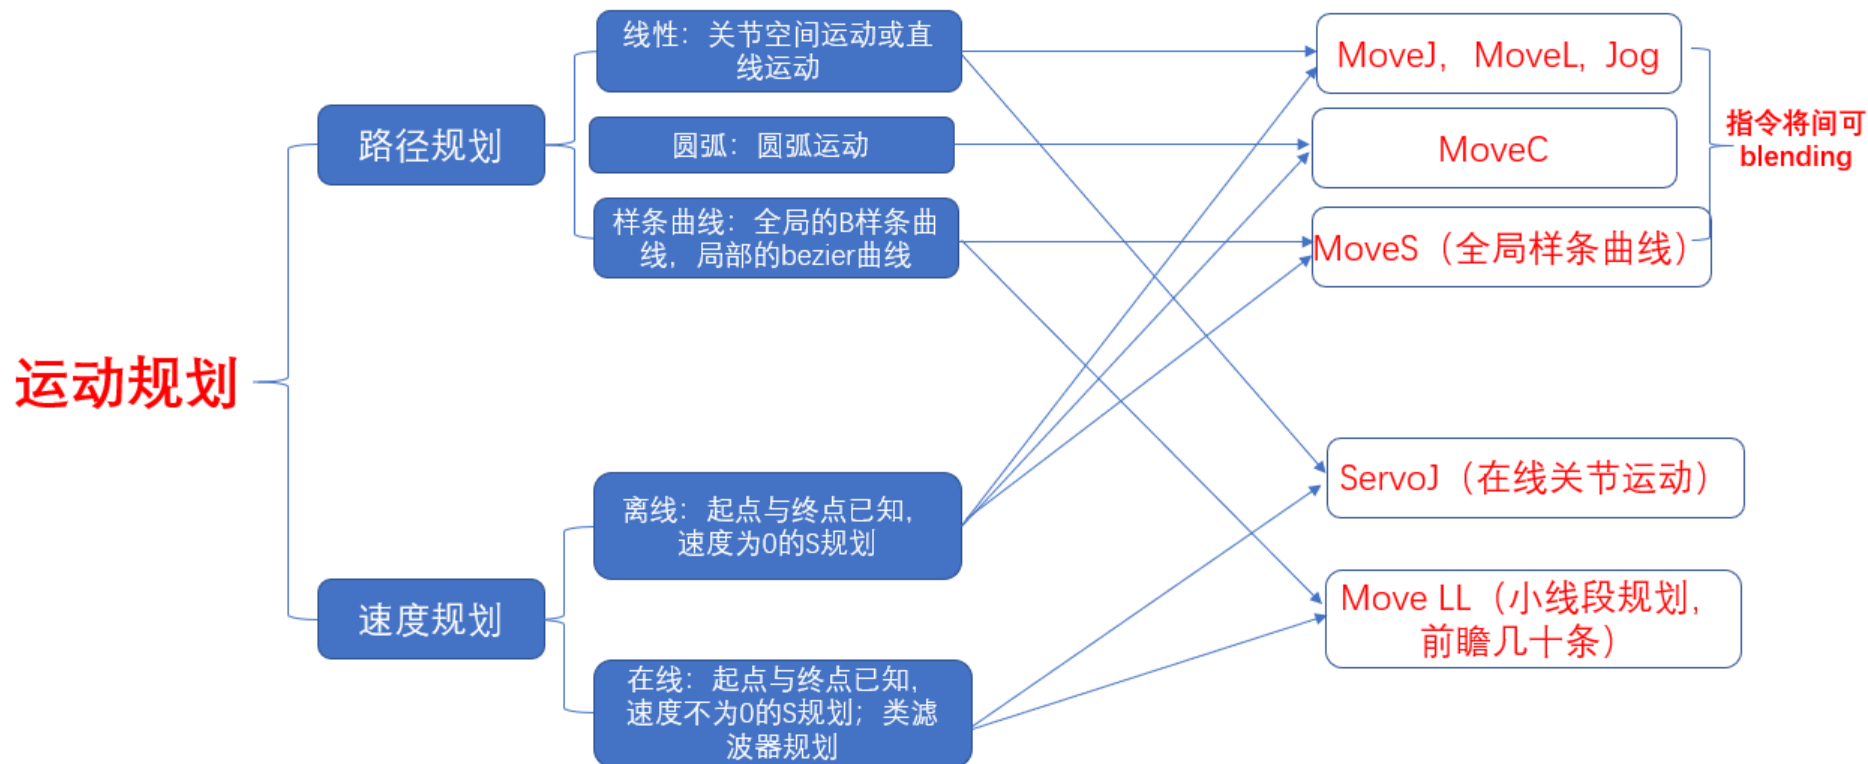 运动规划
路径规划
线性：关节空间运动或直
线运动
圆弧：圆弧运动
样条曲线：全局的B样条曲
线，局部的bezier曲线
速度规划
离线：起点与终点已知，
速度为0的S规划
在线：起点与终点已知，
速度不为0的S规划；类滤
波器规划
MoveJ，MoveL，Jog
MoveC
MoveS（全局样条曲线）
指令将间可
blending
ServoJ（在线关节运动）
Move LL（小线段规划，
前瞻几十条）